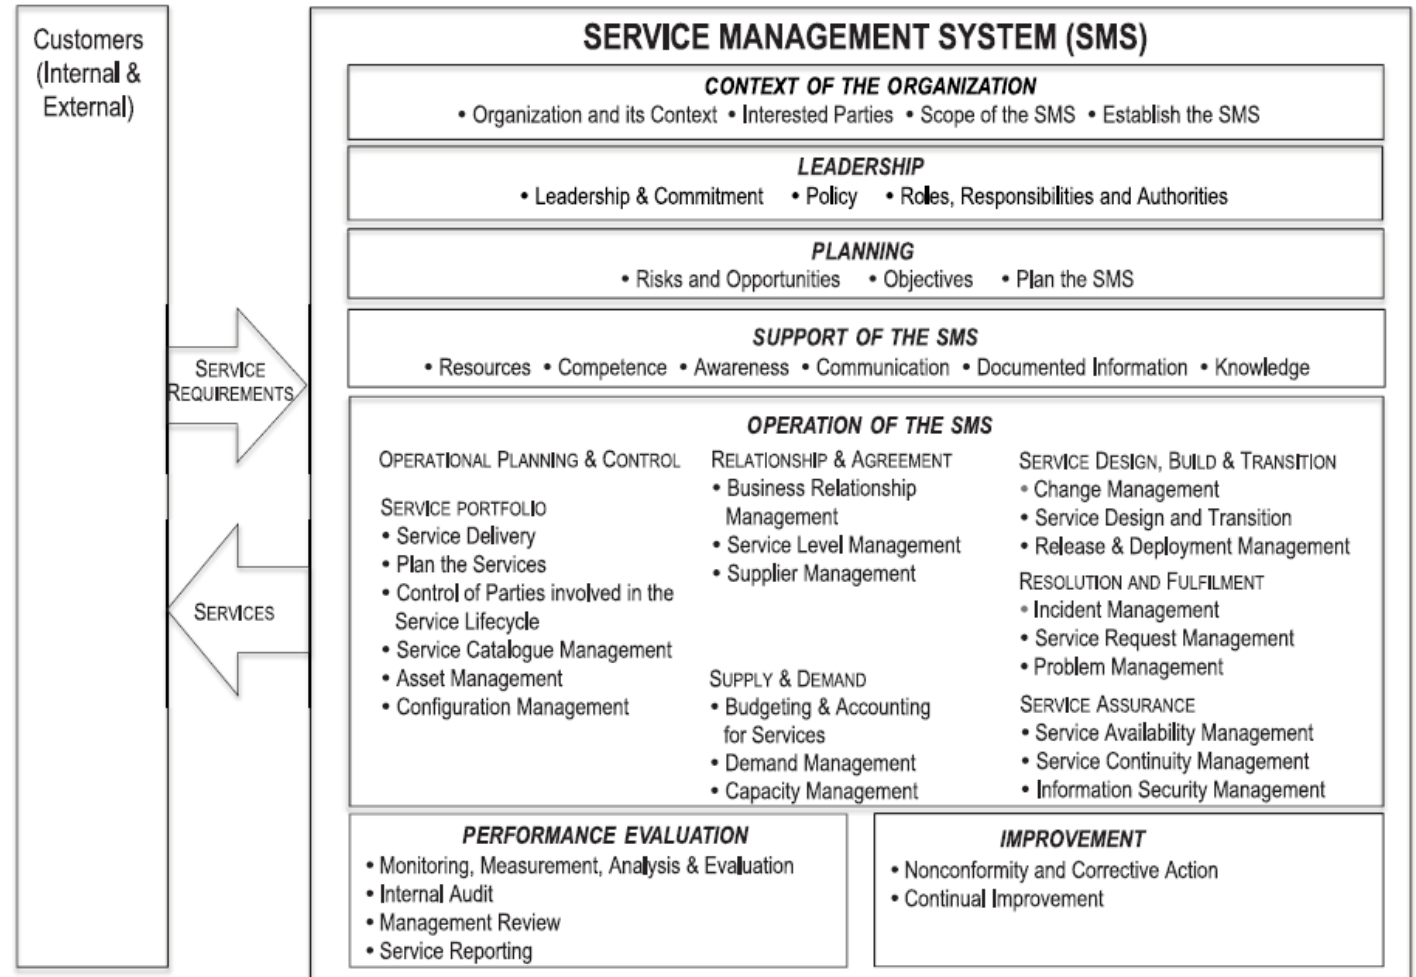 Customers
(Internal &
External)
SERVICE REQUIREMENTS
SERVICES
SERVICE MANAGEMENT SYSTEM (SMS)
CONTEXT OF THE ORGANIZATION
• Organization and its Context • Interested Parties • Scope of the SMS • Establish the SMS
LEADERSHIP
• Leadership & Commitment • Policy • Roles, Responsibilities and Authorities
PLANNING
• Risks and Opportunities • Objectives • Plan the SMS
SUPPORT OF THE SMS
• Resources • Competence • Awareness • Communication • Documented Information • Knowledge
OPERATION OF THE SMS
OPERATIONAL PLANNING & CONTROL
SERVICE PORTFOLIO
• Service Delivery
• Plan the Services
• Control of Parties involved in the
Service Lifecycle
• Service Catalogue Management
• Asset Management
• Configuration Management
RELATIONSHIP & AGREEMENT
• Business Relationship
Management
• Service Level Management
• Supplier Management
SUPPLY & DEMAND
• Budgeting & Accounting
for Services
• Demand Management
• Capacity Management
SERVICE DESIGN, BUILD & TRANSITION
• Change Management
• Service Design and Transition
• Release & Deployment Management
RESOLUTION AND FULFILMENT
• Incident Management
• Service Request Management
• Problem Management
SERVICE ASSURANCE
• Service Availability Management
• Service Continuity Management
• Information Security Management
PERFORMANCE EVALUATION
• Monitoring, Measurement, Analysis & Evaluation
• Internal Audit
• Management Review
• Service Reporting
IMPROVEMENT
• Nonconformity and Corrective Action
• Continual Improvement